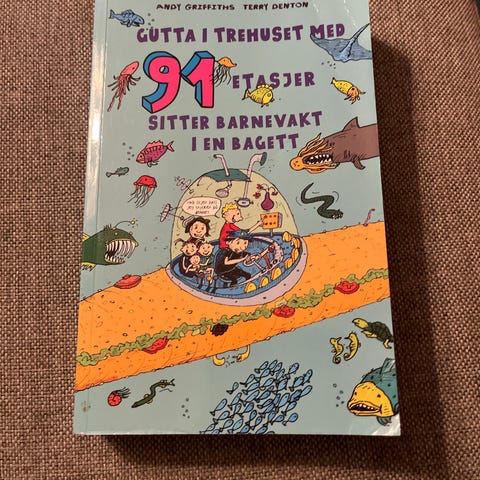 ANDY GRIFFITHS TERRY DENTON
GUTTA I TREHUSET MED
91 ETASJER
SITTER BARNEVAKT
I EN BAGETT